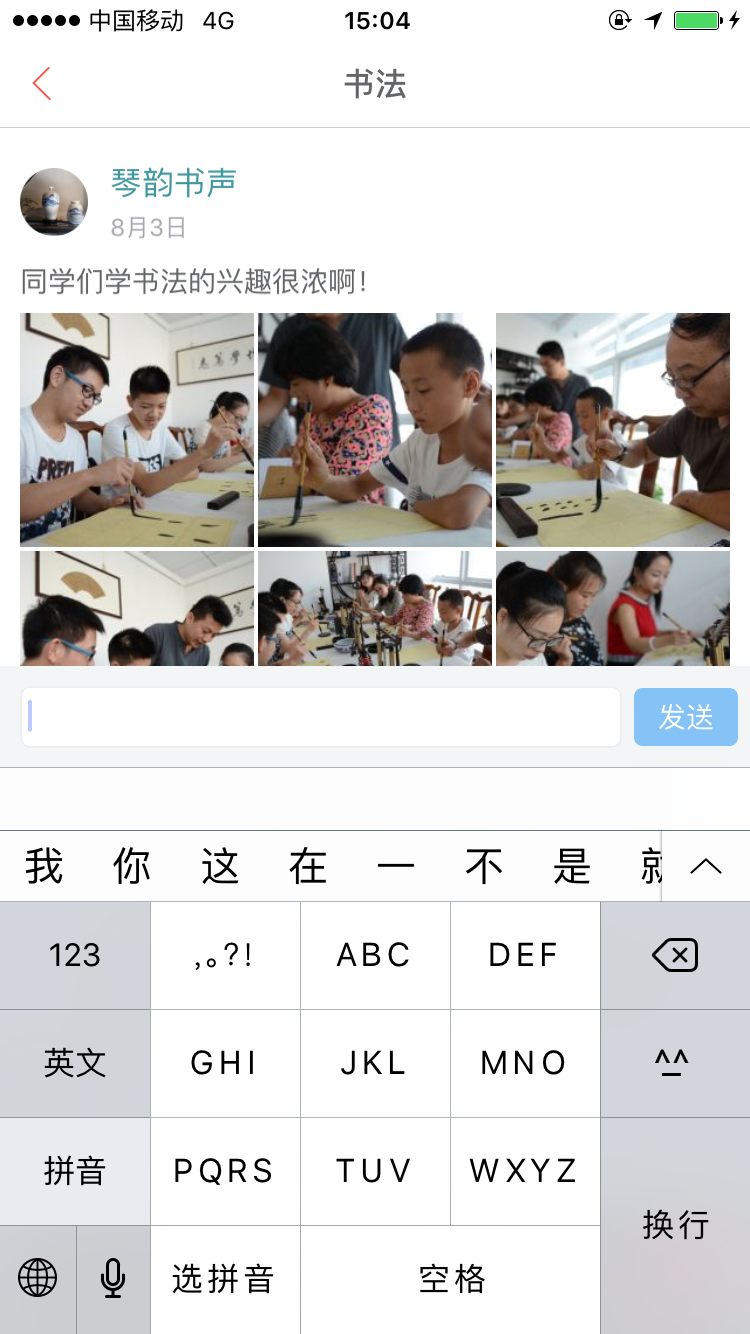 中国移动 4G 15:04
书法
琴韵书声
8月3日
同学们学书法的兴趣很浓啊!
PREY
发送
我 你 这 在 一 不 是 就
123 ,。?! ABC DEF
英文 GHI JKL MNO ^^
拼音 PQRS TUV WXYZ
换行
选拼音 空格